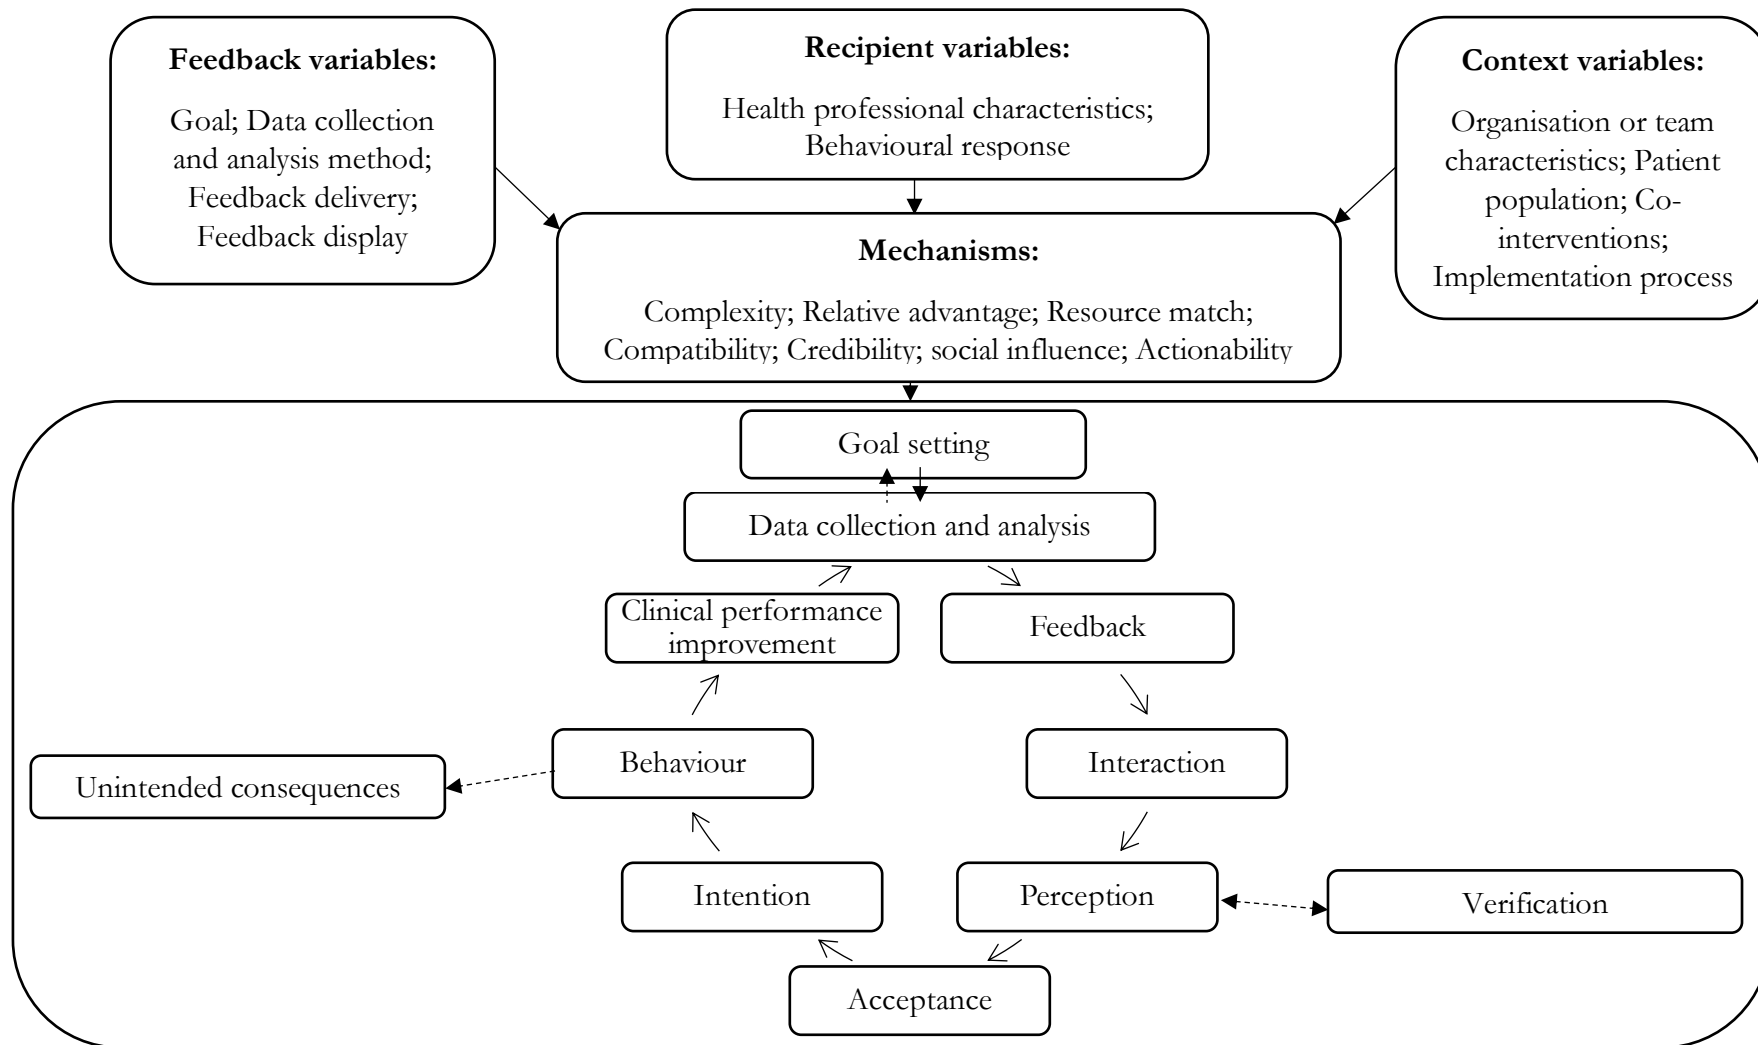 Feedback variables:
Goal; Data collection
and analysis method;
Feedback delivery;
Feedback display
Recipient variables:
Health professional characteristics;
Behavioural response
Context variables:
Organisation or team
characteristics; Patient
population; Co-
interventions;
Implementation process
Mechanisms:
Complexity; Relative advantage; Resource match;
Compatibility; Credibility; social influence; Actionability
Goal setting
Data collection and analysis
Clinical performance
improvement
Feedback
Behaviour
Interaction
Unintended consequences
Intention
Perception
Verification
Acceptance